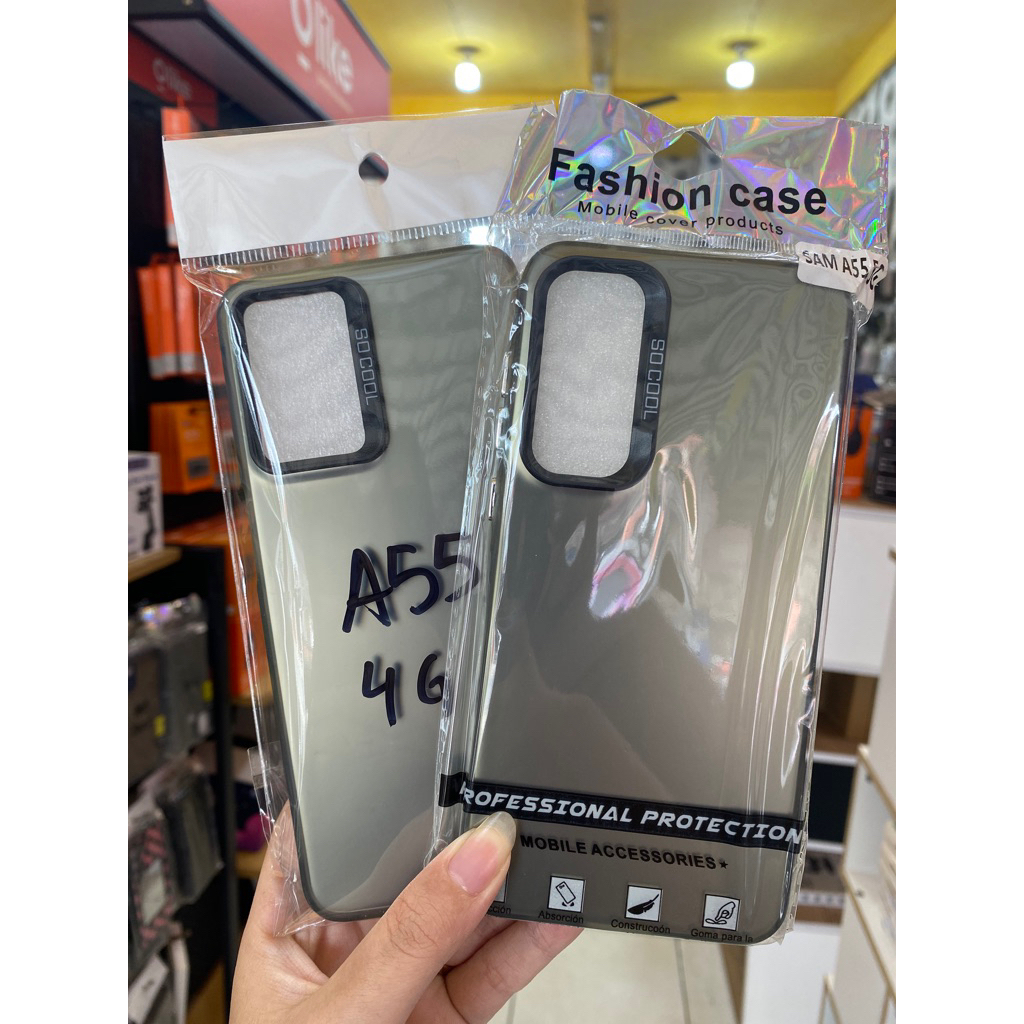 Olike
Fashion case
Mobile cover products
SAM A55
SO COOL
SO COOL
A55
4G
PROFESSIONAL PROTECTION
MOBILE ACCESSORIES★
Absorción
Construcción
Goma para la